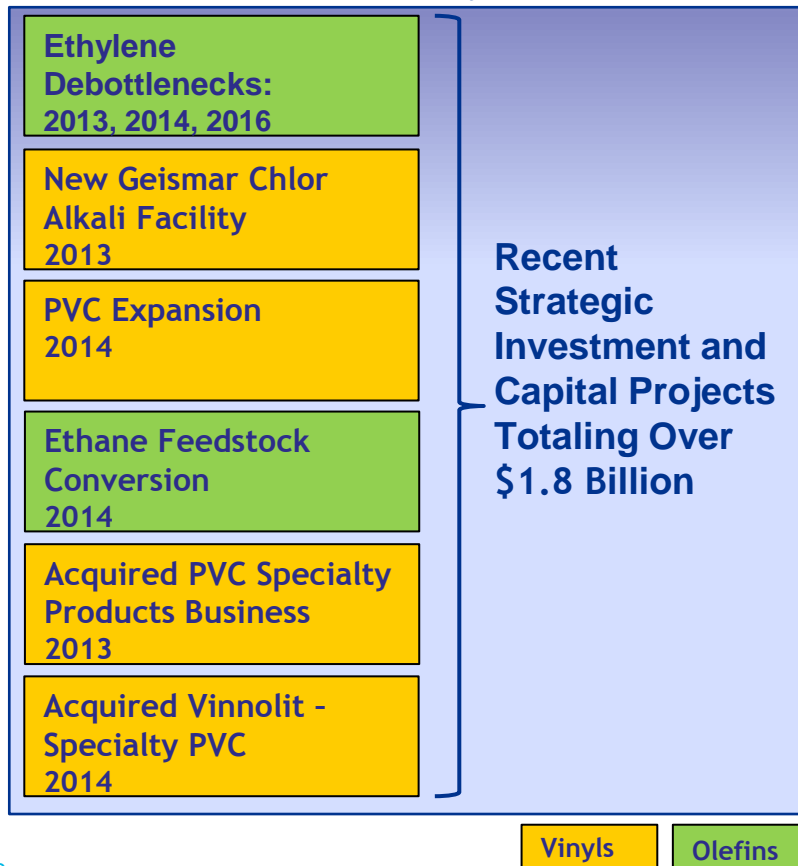 Ethylene
Debottlenecks:
2013, 2014, 2016
New Geismar Chlor
Alkali Facility
2013
PVC Expansion
2014
Ethane Feedstock
Conversion
2014
Acquired PVC Specialty
Products Business
2013
Acquired Vinnolit –
Specialty PVC
2014
Recent
Strategic
Investment and
Capital Projects
Totaling Over
$1.8 Billion
Vinyls
Olefins